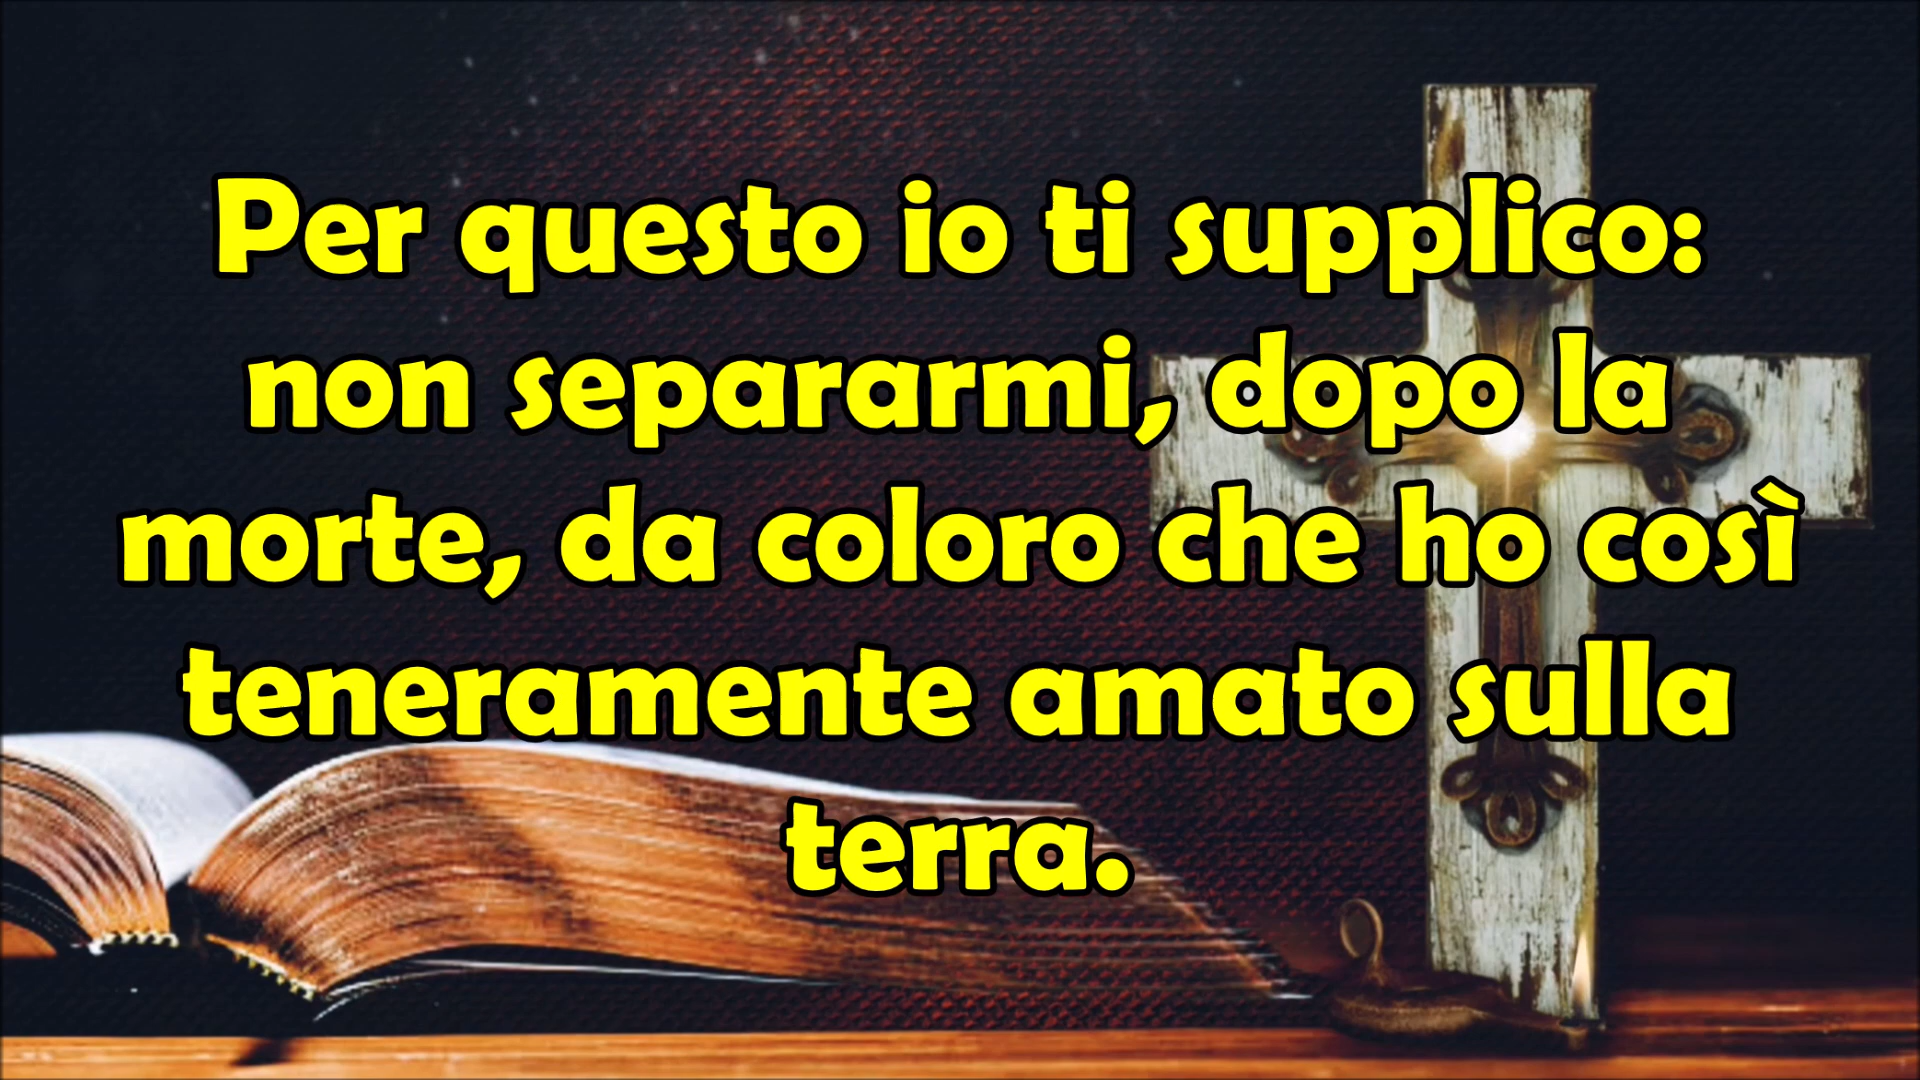 Per questo io ti supplico:
non separarmi, dopo la
morte, da coloro che ho così
teneramente amato sulla
terra.